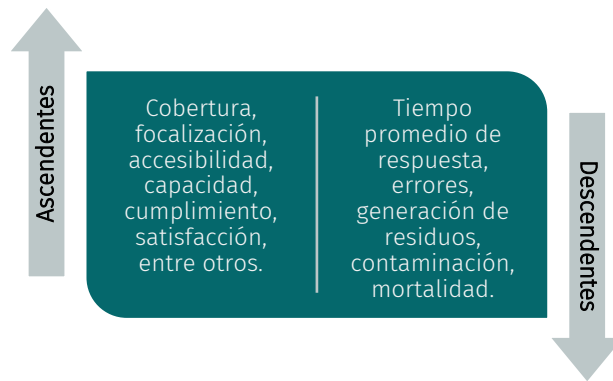 Ascendentes
Cobertura,
focalización,
accesibilidad,
capacidad,
cumplimiento,
satisfacción,
entre otros.
Tiempo
promedio de
respuesta,
errores,
generación de
residuos,
contaminación,
mortalidad.
Descendentes